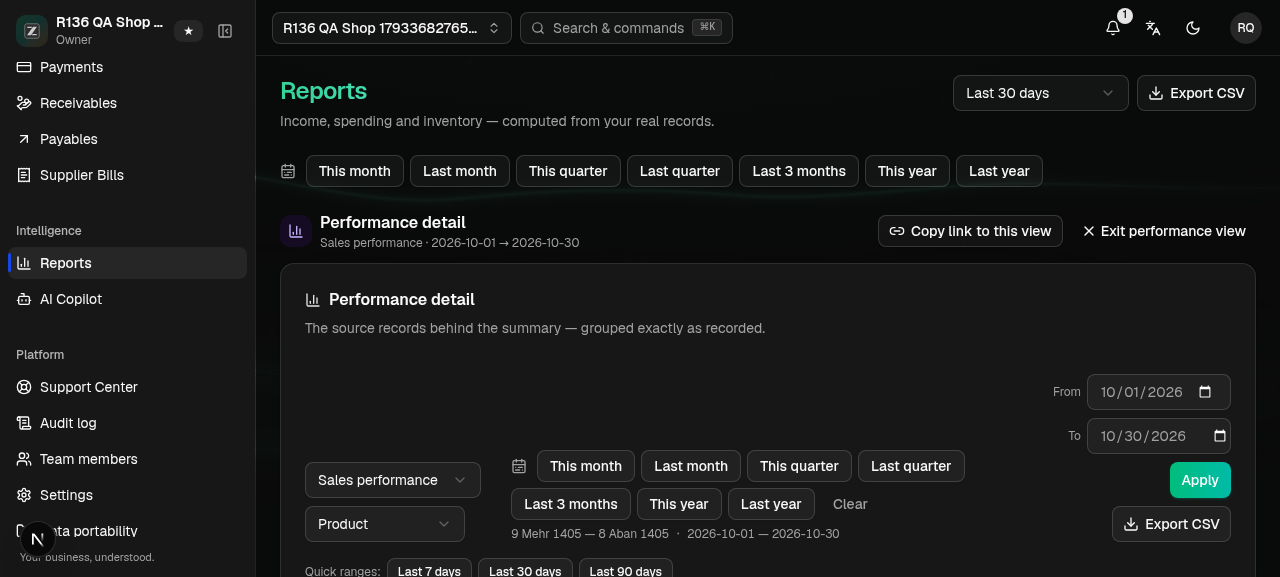 R136 QA Shop ...
Owner
★
Payments
Receivables
Payables
Supplier Bills
Intelligence
Reports
AI Copilot
Platform
Support Center
Audit log
Team members
Settings
ta portability
Your business, understood.
R136 QA Shop 17933682765...
Search & commands ⌘K
1
RQ
Reports
Income, spending and inventory — computed from your real records.
Last 30 days
Export CSV
This month Last month This quarter Last quarter Last 3 months This year Last year
Performance detail
Sales performance · 2026-10-01 → 2026-10-30
Copy link to this view
Exit performance view
Performance detail
The source records behind the summary — grouped exactly as recorded.
From 10/01/2026
To 10/30/2026
Sales performance
Product
This month Last month This quarter Last quarter
Last 3 months This year Last year Clear
9 Mehr 1405 — 8 Aban 1405 · 2026-10-01 — 2026-10-30
Apply
Export CSV
Quick ranges: Last 7 days Last 30 days Last 90 days
N